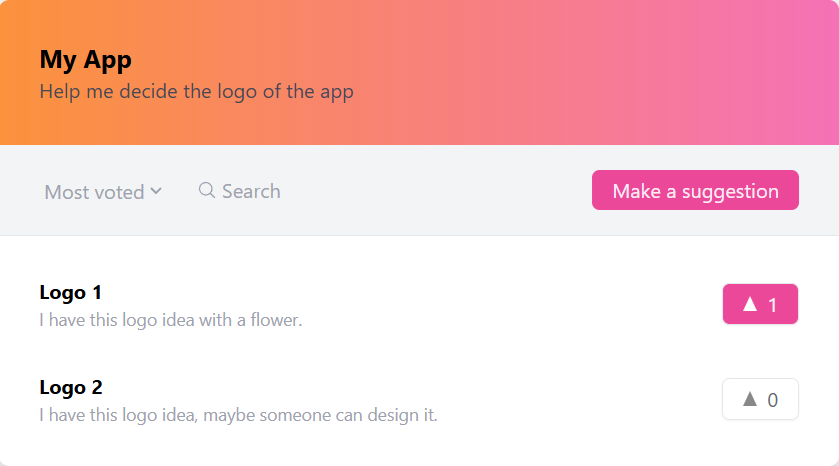 My App
Help me decide the logo of the app
Most voted Search Make a suggestion
Logo 1
I have this logo idea with a flower.
1
Logo 2
I have this logo idea, maybe someone can design it.
0